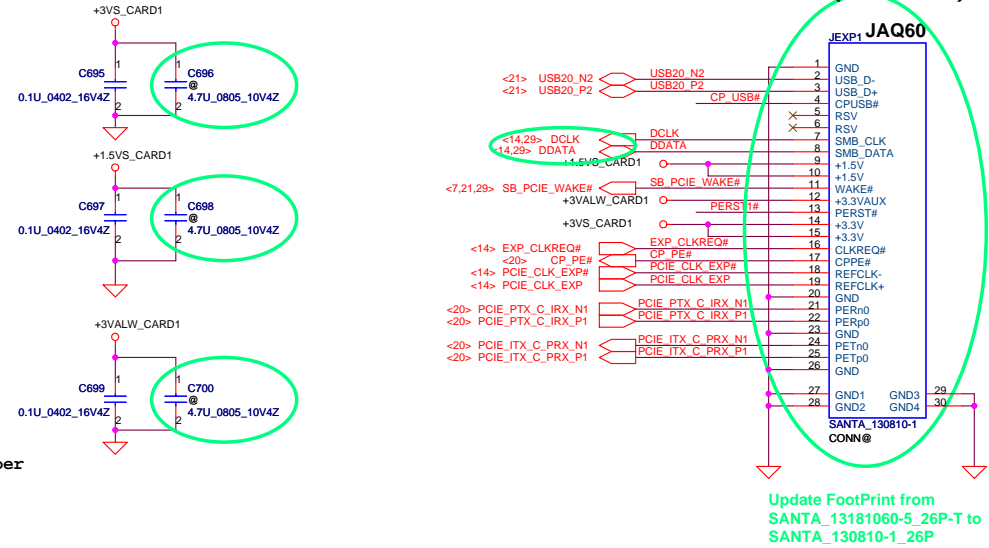 +3VS_CARD1
C695
0.1U_0402_16V4Z
1
2
C696
@
4.7U_0805_10V4Z
1
2
+1.5VS_CARD1
C697
0.1U_0402_16V4Z
1
2
C698
@
4.7U_0805_10V4Z
1
2
+3VALW_CARD1
C699
0.1U_0402_16V4Z
1
2
C700
@
4.7U_0805_10V4Z
1
2
JEXP1 JAQ60
1 GND
<21> USB20_N2 USB20_N2 2 USB_D-
<21> USB20_P2 USB20_P2 3 USB_D+
CP_USB# 4 CPUSB#
5 RSV
6 RSV
<14,29> DCLK DCLK 7 SMB_CLK
<14,29> DDATA DDATA 8 SMB_DATA
+1.5VS_CARD1 9 +1.5V
10 +1.5V
<7,21,29> SB_PCIE_WAKE# SB_PCIE_WAKE# 11 WAKE#
+3VALW_CARD1 12 +3.3VAUX
PERST1# 13 PERST#
+3VS_CARD1 14 +3.3V
15 +3.3V
<14> EXP_CLKREQ# EXP_CLKREQ# 16 CLKREQ#
<20> CP_PE# CP_PE# 17 CPPE#
<14> PCIE_CLK_EXP# PCIE_CLK_EXP# 18 REFCLK-
<14> PCIE_CLK_EXP PCIE_CLK_EXP 19 REFCLK+
20 GND
<20> PCIE_PTX_C_IRX_N1 PCIE_PTX_C_IRX_N1 21 PERn0
<20> PCIE_PTX_C_IRX_P1 PCIE_PTX_C_IRX_P1 22 PERp0
23 GND
<20> PCIE_ITX_C_PRX_N1 PCIE_ITX_C_PRX_N1 24 PETn0
<20> PCIE_ITX_C_PRX_P1 PCIE_ITX_C_PRX_P1 25 PETp0
26 GND
27 GND1 GND3 29
28 GND2 GND4 30
SANTA_130810-1
CONN@
Update FootPrint from
SANTA_13181060-5_26P-T to
SANTA_130810-1_26P